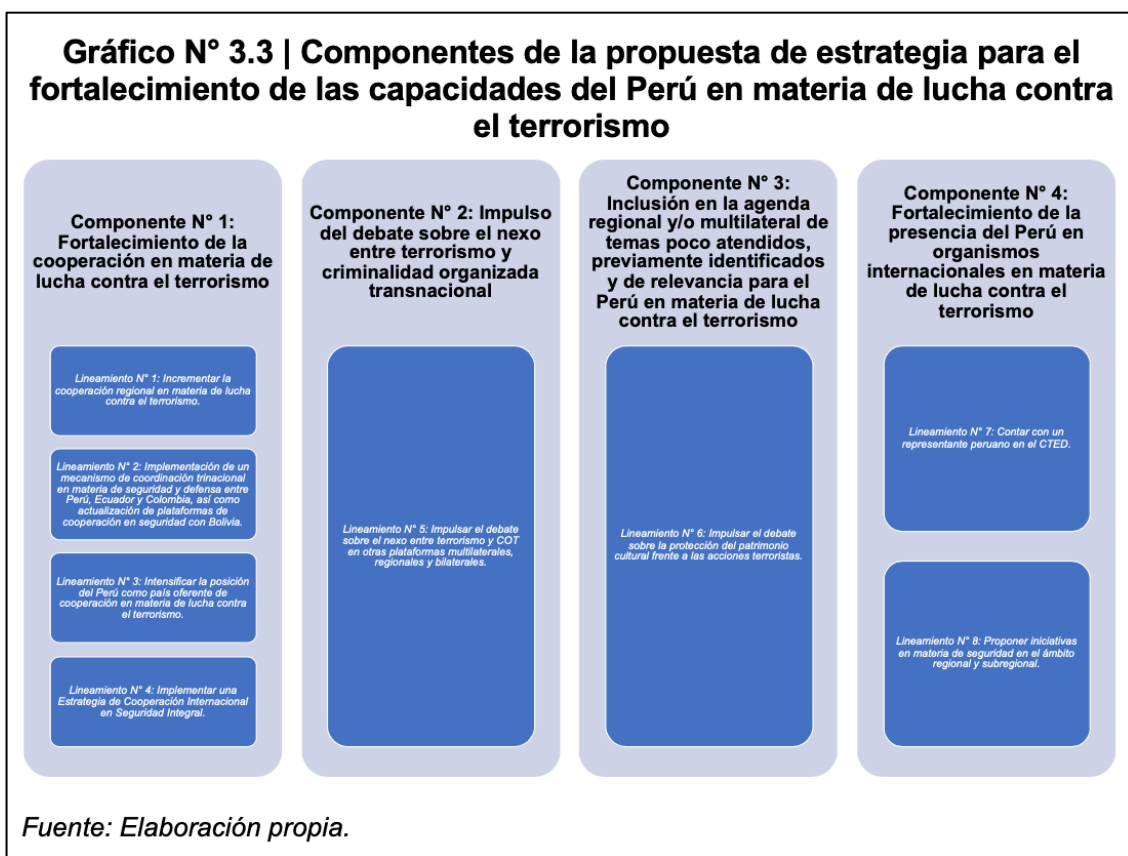 Gráfico N° 3.3 | Componentes de la propuesta de estrategia para el
fortalecimiento de las capacidades del Perú en materia de lucha contra
el terrorismo
Componente N° 1:
Fortalecimiento de la
cooperación en materia de
lucha contra el terrorismo
Lineamiento N° 1: Incrementar la
cooperación regional en materia de lucha
contra el terrorismo.
Lineamiento N° 2: Implementación de un
mecanismo de coordinación trinacional
en materia de seguridad y defensa entre
Perú, Ecuador y Colombia, así como
actualización de plataformas de
cooperación en seguridad con Bolivia.
Lineamiento N° 3: Intensificar la posición
del Perú como país oferente de
cooperación en materia de lucha contra
el terrorismo.
Lineamiento N° 4: Implementar una
Estrategia de Cooperación Internacional
en Seguridad Integral.
Componente N° 2: Impulso
del debate sobre el nexo
entre terrorismo y
criminalidad organizada
transnacional
Lineamiento N° 5: Impulsar el debate
sobre el nexo entre terrorismo y COT
en otras plataformas multilaterales,
regionales y bilaterales.
Componente N° 3:
Inclusión en la agenda
regional y/o multilateral de
temas poco atendidos,
previamente identificados
y de relevancia para el
Perú en materia de lucha
contra el terrorismo
Lineamiento N° 6: Impulsar el debate
sobre la protección del patrimonio
cultural frente a las acciones terroristas.
Componente N° 4:
Fortalecimiento de la
presencia del Perú en
organismos
internacionales en materia
de lucha contra el
terrorismo
Lineamiento N° 7: Contar con un
representante peruano en el CTED.
Lineamiento N° 8: Proponer iniciativas
en materia de seguridad en el ámbito
regional y subregional.
Fuente: Elaboración propia.